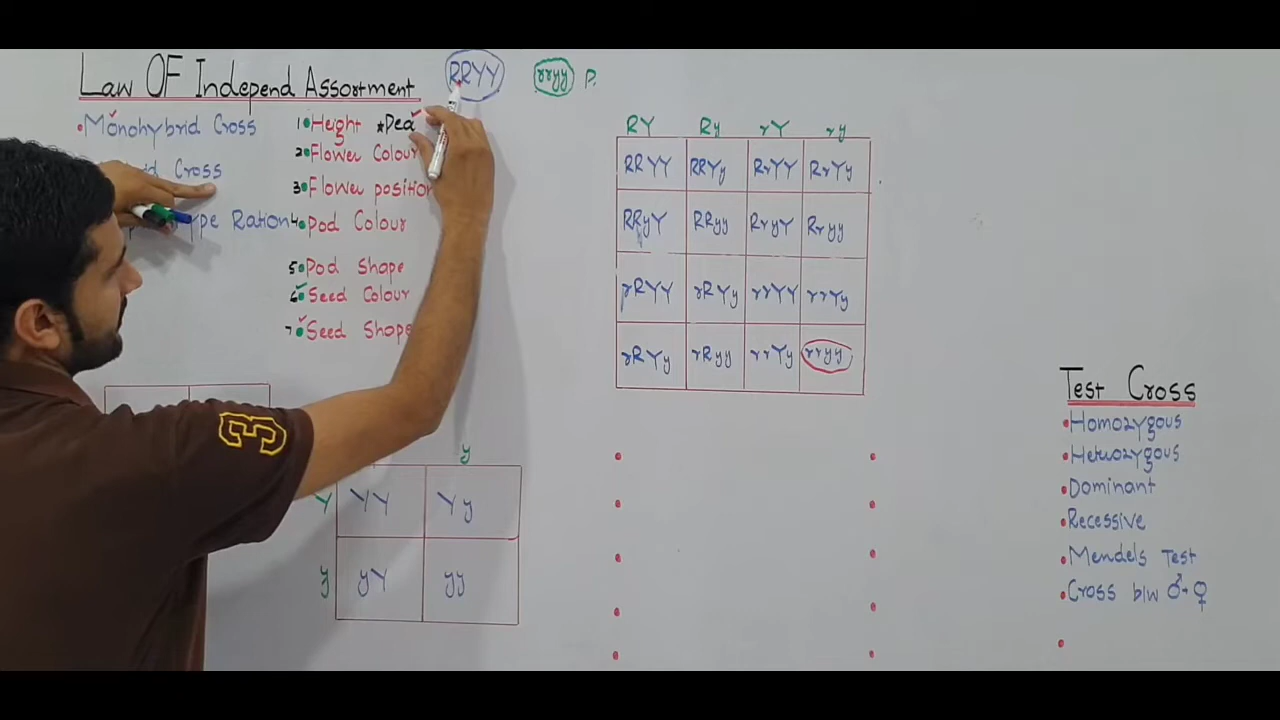 Law OF Independ Assortment
RRYY
rryy P.
Monohybrid Cross
Cross
Type Ration
1 Height *Pea
2 Flower Colour
3 Flower position
4 Pod Colour
5 Pod Shape
6 Seed Colour
7 Seed Shape
RY Ry rY ry
RRYY RRYy RrYY RrYy
RRyY RRyy RryY Rryy
rRYY rRYy rrYY rrYy
rRYy rRyy rrYy rryy
y
Y YY Yy
y yY yy
3
Test Cross
Homozygous
Heterozygous
Dominant
Recessive
Mendels Test
Cross b/w ♂→♀